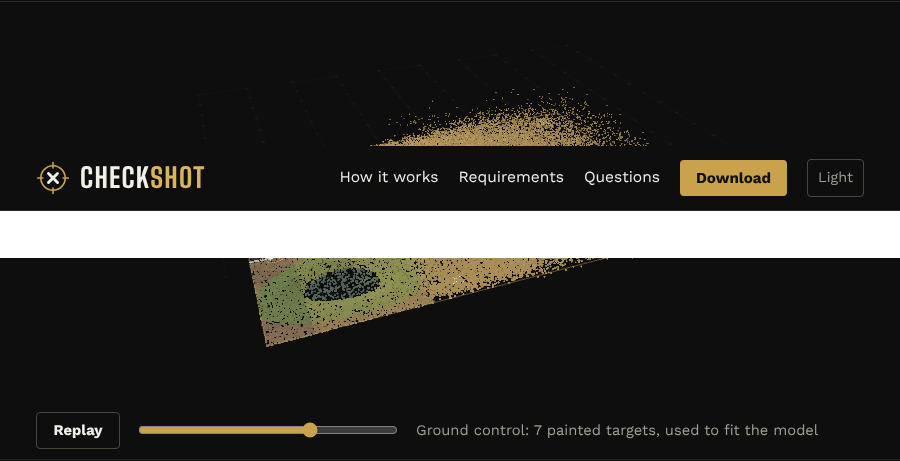 CHECKSHOT How it works Requirements Questions Download Light
Replay Ground control: 7 painted targets, used to fit the model